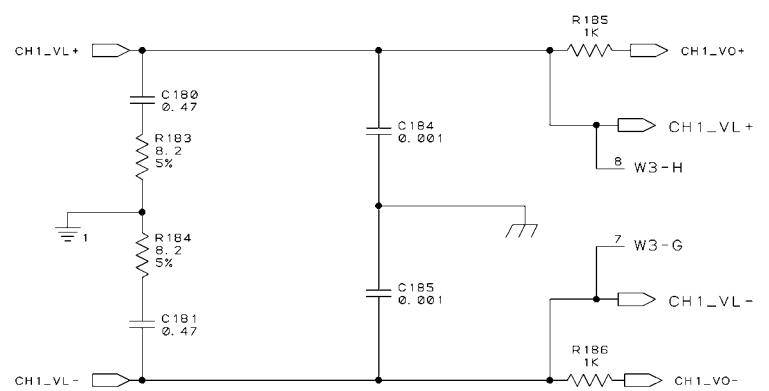 R185
1K
CH1_VL+
CH1_VO+
C180
0.47
C184
0.001
CH1_VL+
R183
8.2
5%
8 W3-H
1
R184
8.2
5%
7 W3-G
C185
0.001
CH1_VL-
C181
0.47
R186
1K
CH1_VL-
CH1_VO-